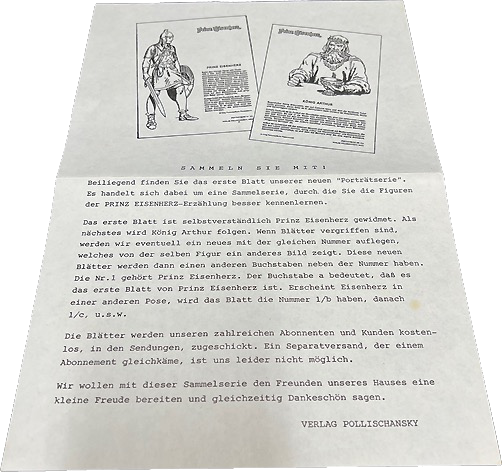 Prinz Eisenherz
PRINZ EISENHERZ
Prinz Eisenherz
KÖNIG ARTHUR
SAMMELN SIE MIT!
Beiliegend finden Sie das erste Blatt unserer neuen "Porträtserie".
Es handelt sich dabei um eine Sammelserie, durch die Sie die Figuren
der PRINZ EISENHERZ-Erzählung besser kennenlernen.
Das erste Blatt ist selbstverständlich Prinz Eisenherz gewidmet. Als
nächstes wird König Arthur folgen. Wenn Blätter vergriffen sind,
werden wir eventuell ein neues mit der gleichen Nummer auflegen,
welches von der selben Figur ein anderes Bild zeigt. Diese neuen
Blätter werden dann einen anderen Buchstaben neben der Nummer haben.
Die Nr.1 gehört Prinz Eisenherz. Der Buchstabe a bedeutet, daß es
das erste Blatt von Prinz Eisenherz ist. Erscheint Eisenherz in
einer anderen Pose, wird das Blatt die Nummer 1/b haben, danach
1/c, u.s.w.
Die Blätter werden unseren zahlreichen Abonnenten und Kunden kosten-
los, in den Sendungen, zugeschickt. Ein Separatversand, der einem
Abonnement gleichkäme, ist uns leider nicht möglich.
Wir wollen mit dieser Sammelserie den Freunden unseres Hauses eine
kleine Freude bereiten und gleichzeitig Dankeschön sagen.
VERLAG POLLISCHANSKY